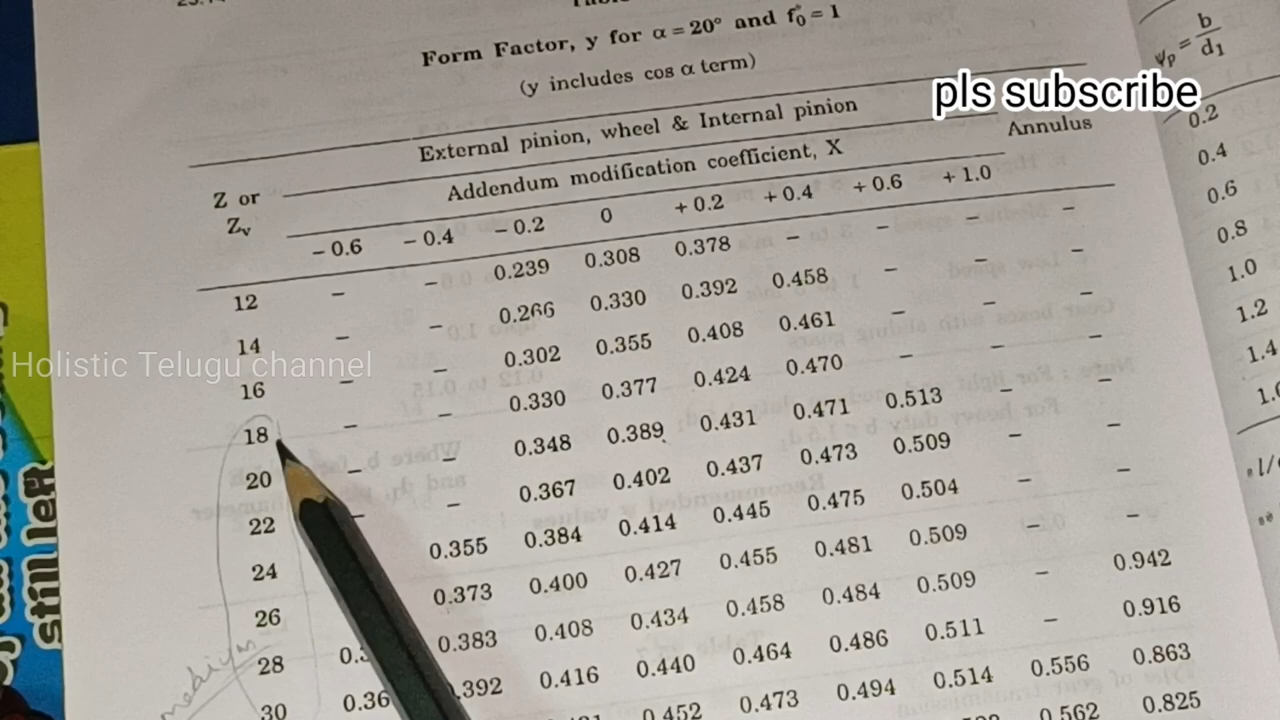 Form Factor, y for α = 20° and f₀* = 1
(y includes cos α term)
pls subscribe
External pinion, wheel & Internal pinion
Annulus
Z or
Zᵥ
Addendum modification coefficient, X
– 0.6 – 0.4 – 0.2 0 + 0.2 + 0.4 + 0.6 + 1.0
12 – – 0.239 0.308 0.378 – – – –
14 – – 0.266 0.330 0.392 0.458 – – –
16 – – 0.302 0.355 0.408 0.461 – – –
18 – – 0.330 0.377 0.424 0.470 – – –
20 – – 0.348 0.389 0.431 0.471 0.513 – –
22 – – 0.367 0.402 0.437 0.473 0.509 – –
24 0.355 0.384 0.414 0.445 0.475 0.504 – –
26 0.373 0.400 0.427 0.455 0.481 0.509 – –
28 0.383 0.408 0.434 0.458 0.484 0.509 – 0.942
30 0.36 .392 0.416 0.440 0.464 0.486 0.511 – 0.916
0.452 0.473 0.494 0.514 0.556 0.863
0.562 0.825
medium
Holistic Telugu channel
still left
ψₚ = b/d₁
0.2
0.4
0.6
0.8
1.0
1.2
1.4